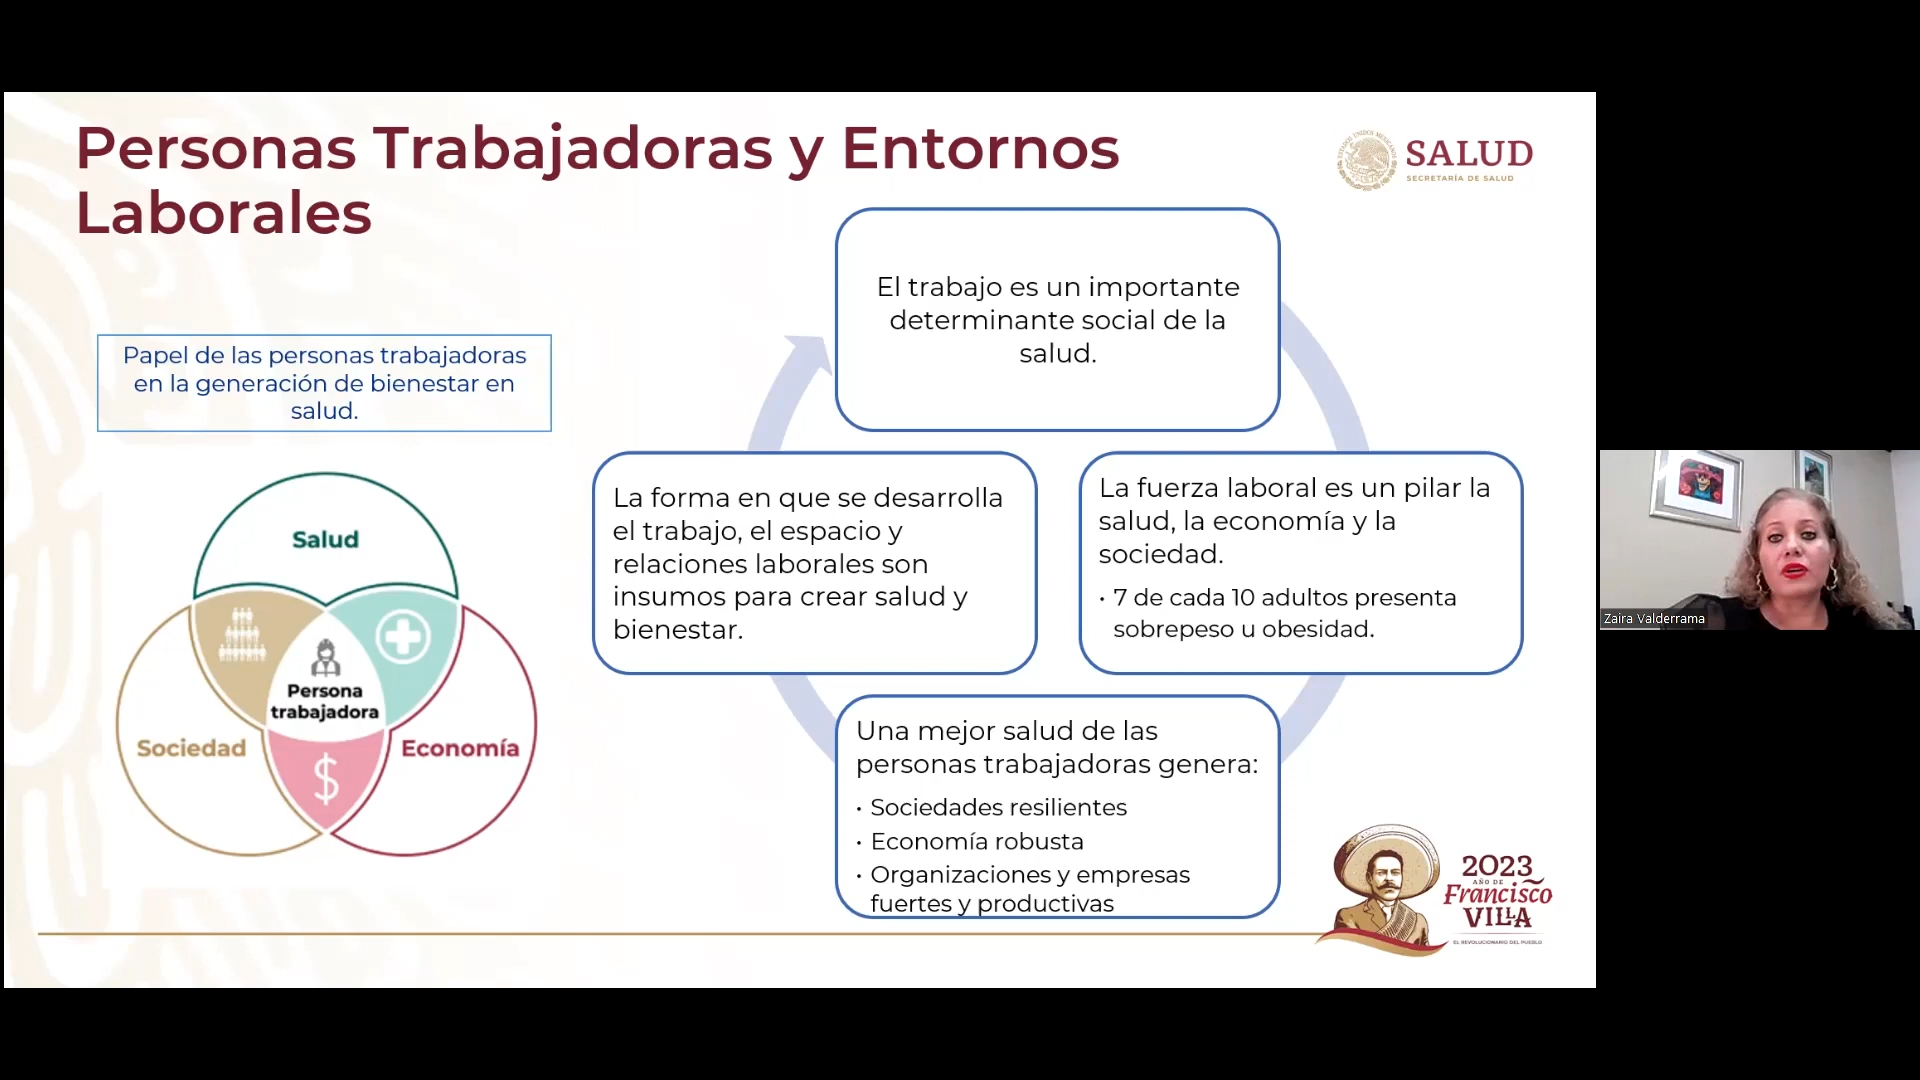 Personas Trabajadoras y Entornos
Laborales
SALUD
SECRETARÍA DE SALUD
ESTADOS UNIDOS MEXICANOS
Papel de las personas trabajadoras
en la generación de bienestar en
salud.
Salud
Persona
trabajadora
Sociedad
Economía
$
El trabajo es un importante
determinante social de la
salud.
La fuerza laboral es un pilar la
salud, la economía y la
sociedad.
• 7 de cada 10 adultos presenta
sobrepeso u obesidad.
Una mejor salud de las
personas trabajadoras genera:
• Sociedades resilientes
• Economía robusta
• Organizaciones y empresas
fuertes y productivas
La forma en que se desarrolla
el trabajo, el espacio y
relaciones laborales son
insumos para crear salud y
bienestar.
2023
AÑO DE
Francisco
VILLA
EL REVOLUCIONARIO DEL PUEBLO
Zaira Valderrama